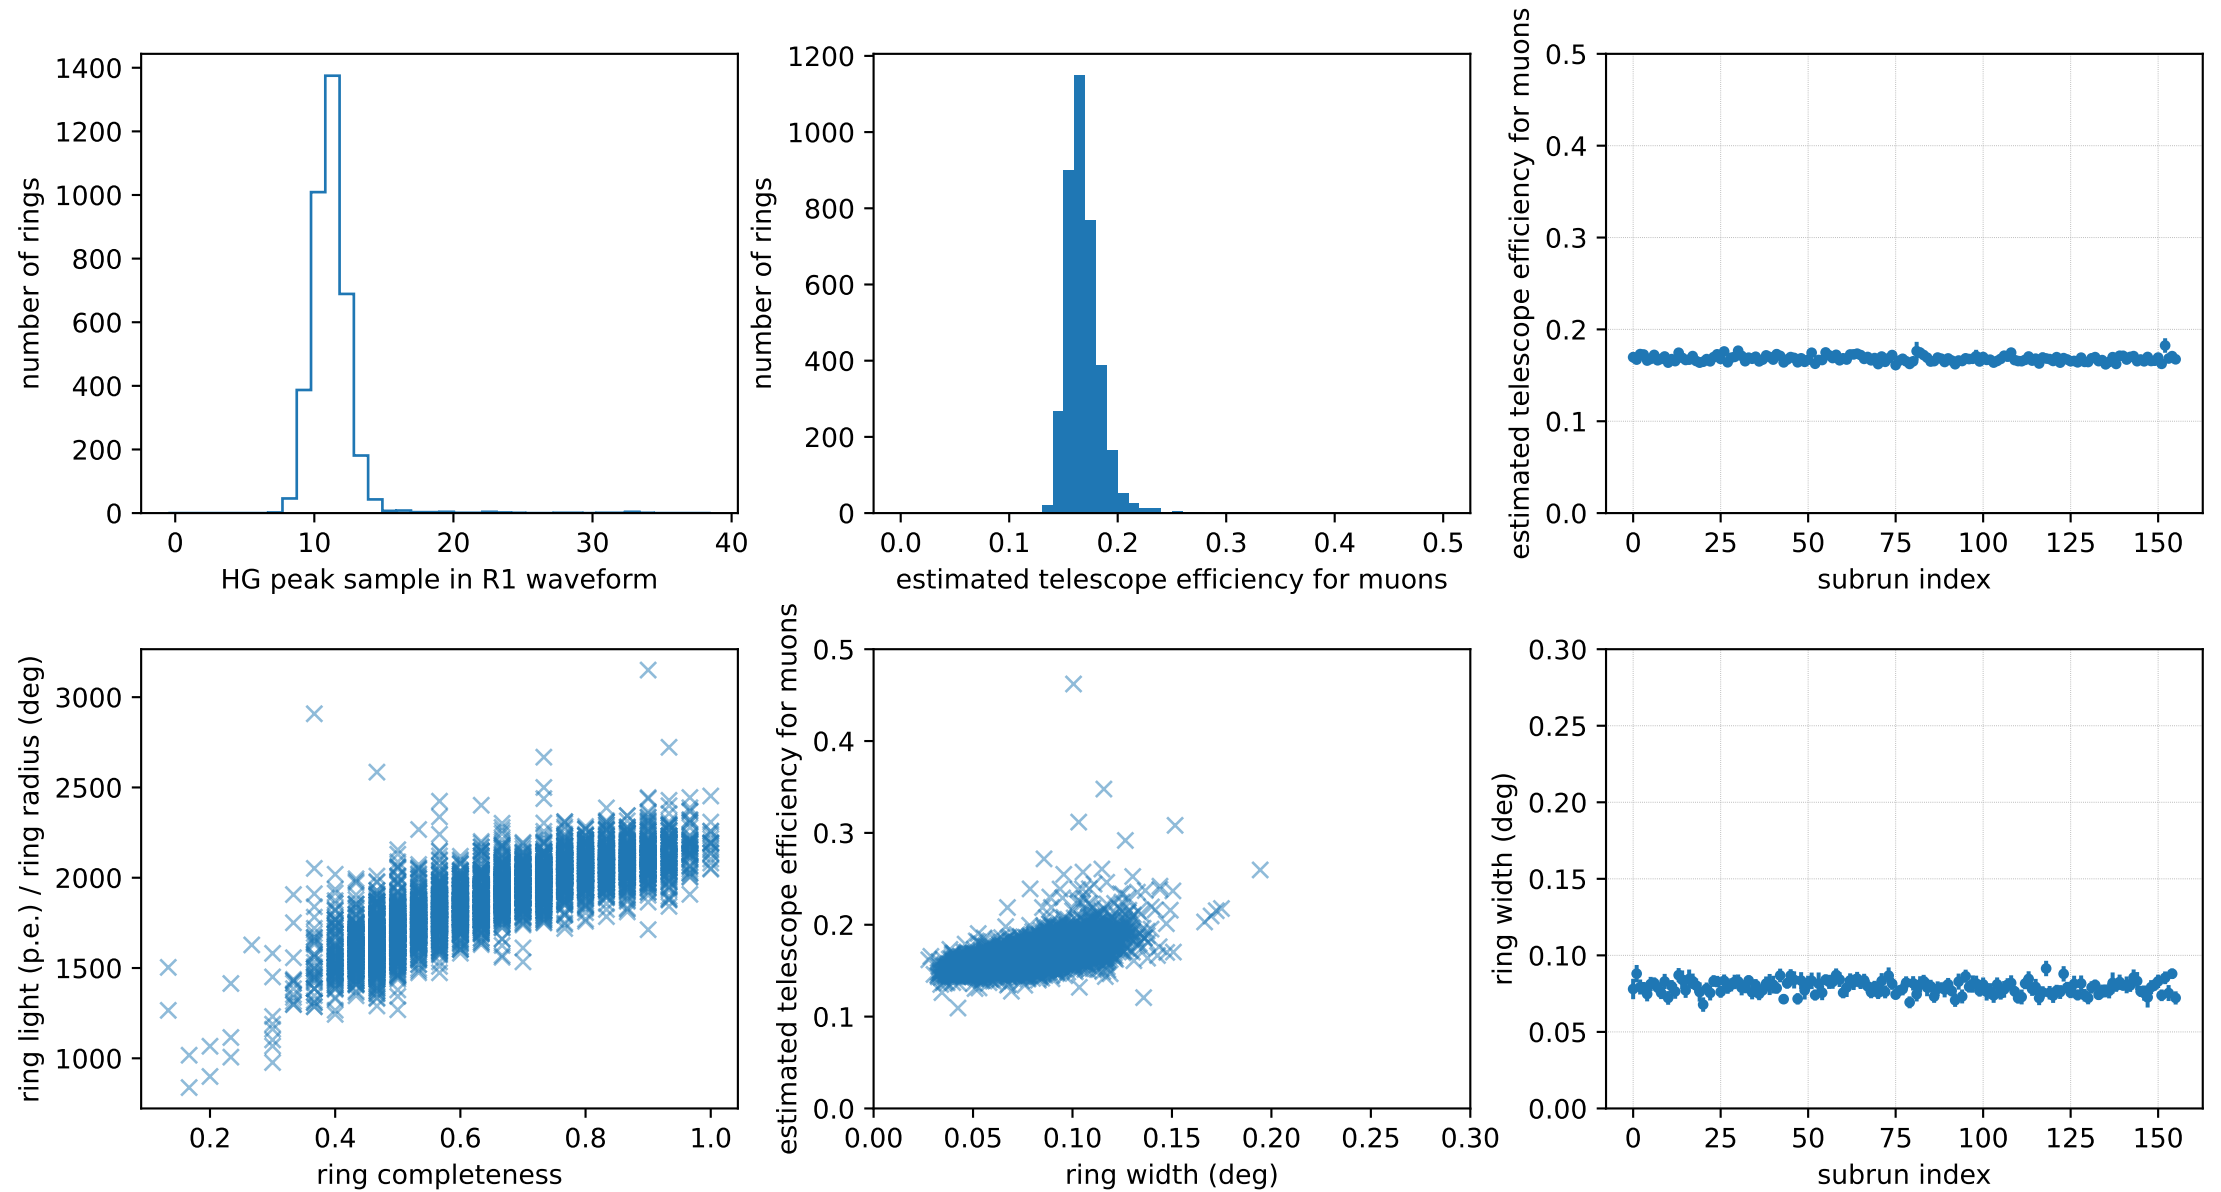 1400
1200
1000
800
600
400
200
0
number of rings
0 10 20 30 40
HG peak sample in R1 waveform
1200
1000
800
600
400
200
0
number of rings
0.0 0.1 0.2 0.3 0.4 0.5
estimated telescope efficiency for muons
0.5
0.4
0.3
0.2
0.1
0.0
estimated telescope efficiency for muons
0 25 50 75 100 125 150
subrun index
3000
2500
2000
1500
1000
ring light (p.e.) / ring radius (deg)
0.2 0.4 0.6 0.8 1.0
ring completeness
0.5
0.4
0.3
0.2
0.1
0.0
estimated telescope efficiency for muons
0.00 0.05 0.10 0.15 0.20 0.25 0.30
ring width (deg)
0.30
0.25
0.20
0.15
0.10
0.05
0.00
ring width (deg)
0 25 50 75 100 125 150
subrun index